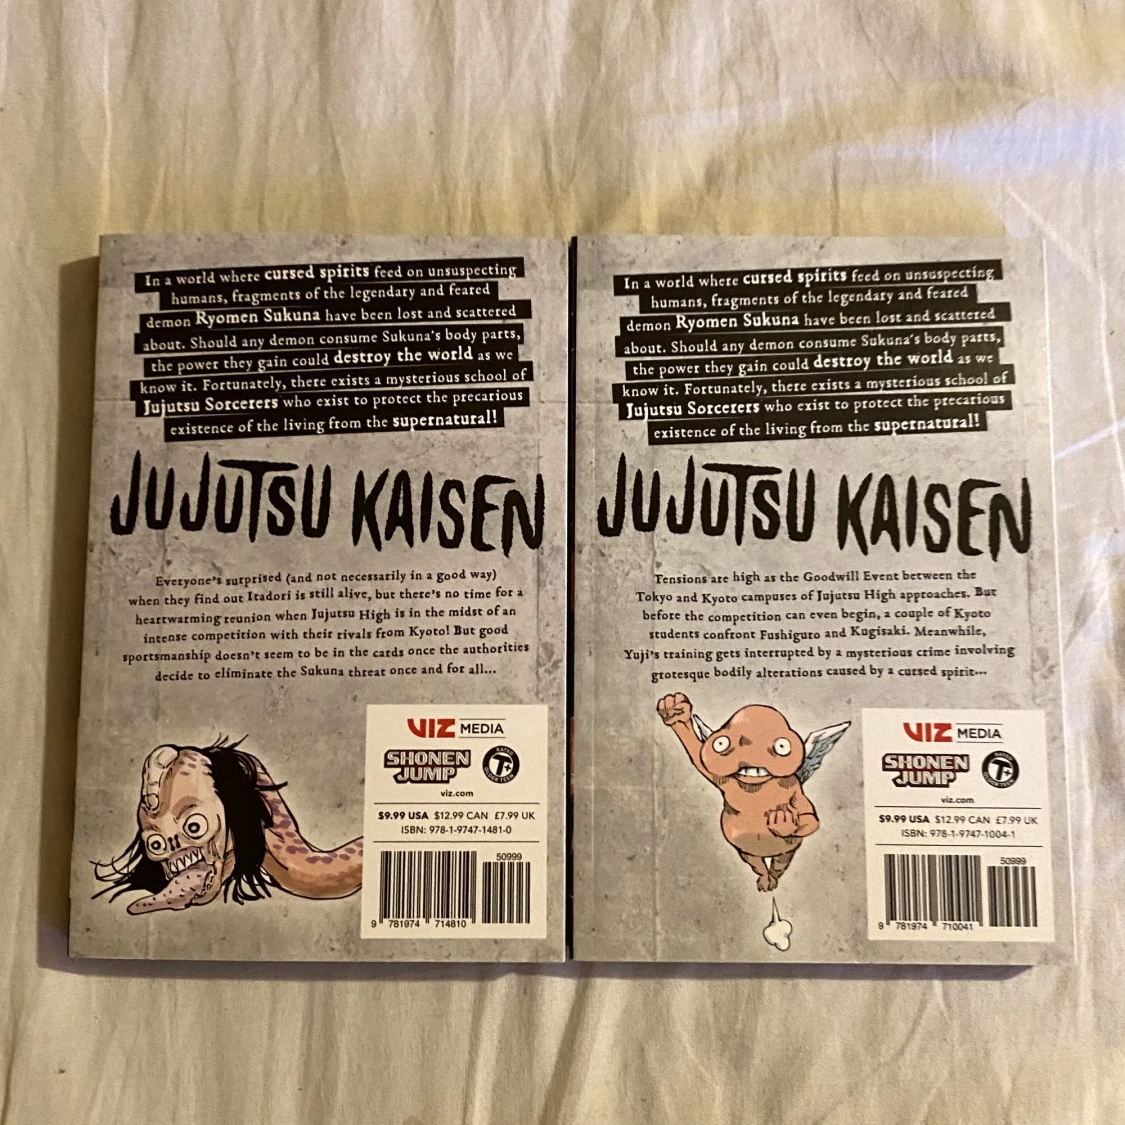 In a world where cursed spirits feed on unsuspecting
humans, fragments of the legendary and feared
demon Ryomen Sukuna have been lost and scattered
about. Should any demon consume Sukuna's body parts,
the power they gain could destroy the world as we
know it. Fortunately, there exists a mysterious school of
Jujutsu Sorcerers who exist to protect the precarious
existence of the living from the supernatural!
JUJUTSU KAISEN
Everyone's surprised (and not necessarily in a good way)
when they find out Itadori is still alive, but there's no time for a
heartwarming reunion when Jujutsu High is in the midst of an
intense competition with their rivals from Kyoto! But good
sportsmanship doesn't seem to be in the cards once the authorities
decide to eliminate the Sukuna threat once and for all...
VIZ MEDIA
SHONEN
JUMP
RATED
T+
OLDER TEEN
viz.com
$9.99 USA $12.99 CAN £7.99 UK
ISBN: 978-1-9747-1481-0
50999
9 781974 714810
In a world where cursed spirits feed on unsuspecting
humans, fragments of the legendary and feared
demon Ryomen Sukuna have been lost and scattered
about. Should any demon consume Sukuna's body parts,
the power they gain could destroy the world as we
know it. Fortunately, there exists a mysterious school of
Jujutsu Sorcerers who exist to protect the precarious
existence of the living from the supernatural!
JUJUTSU KAISEN
Tensions are high as the Goodwill Event between the
Tokyo and Kyoto campuses of Jujutsu High approaches. But
before the competition can even begin, a couple of Kyoto
students confront Fushiguro and Kugisaki. Meanwhile,
Yuji's training gets interrupted by a mysterious crime involving
grotesque bodily alterations caused by a cursed spirit...
VIZ MEDIA
SHONEN
JUMP
RATED
T+
OLDER TEEN
viz.com
$9.99 USA $12.99 CAN £7.99 UK
ISBN: 978-1-9747-1004-1
50999
9 781974 710041